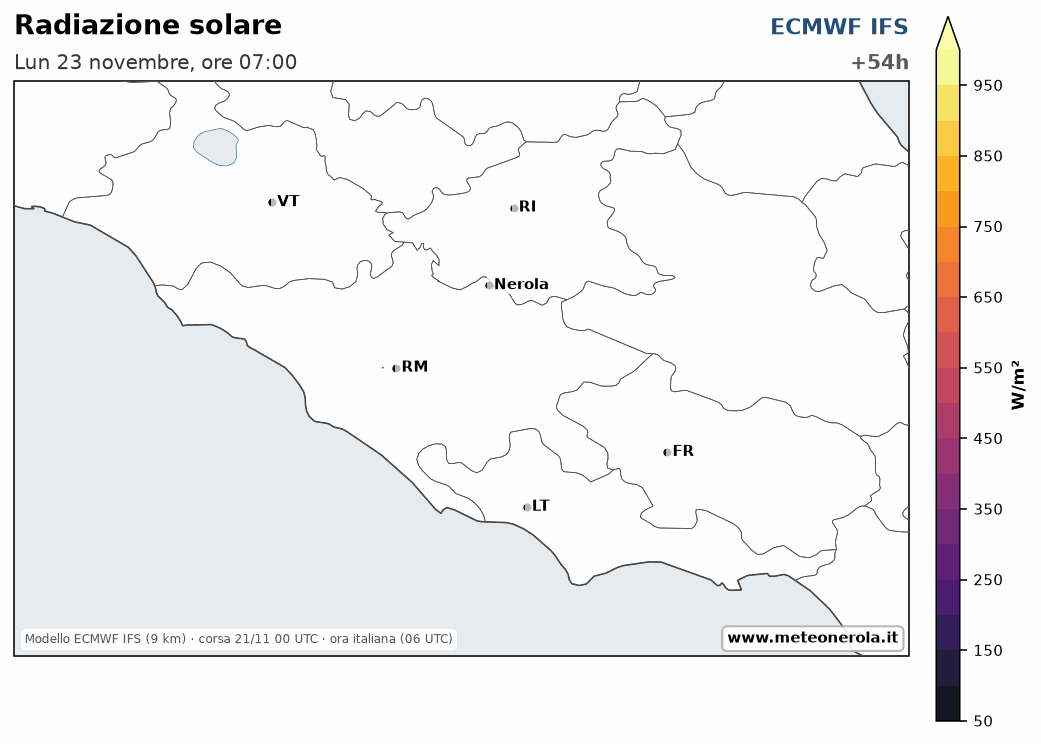 Radiazione solare
ECMWF IFS
Lun 23 novembre, ore 07:00
+54h
950
850
750
650
550
450
350
250
150
50
W/m²
VT
RI
Nerola
RM
FR
LT
Modello ECMWF IFS (9 km) · corsa 21/11 00 UTC · ora italiana (06 UTC)
www.meteonerola.it